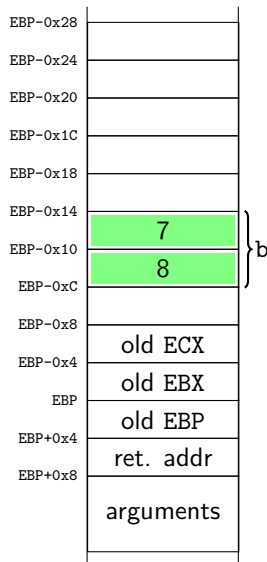 EBP-0x28
EBP-0x24
EBP-0x20
EBP-0x1C
EBP-0x18
EBP-0x14
7
b
EBP-0x10
8
EBP-0xC
EBP-0x8
old ECX
EBP-0x4
old EBX
EBP
old EBP
EBP+0x4
ret. addr
EBP+0x8
arguments